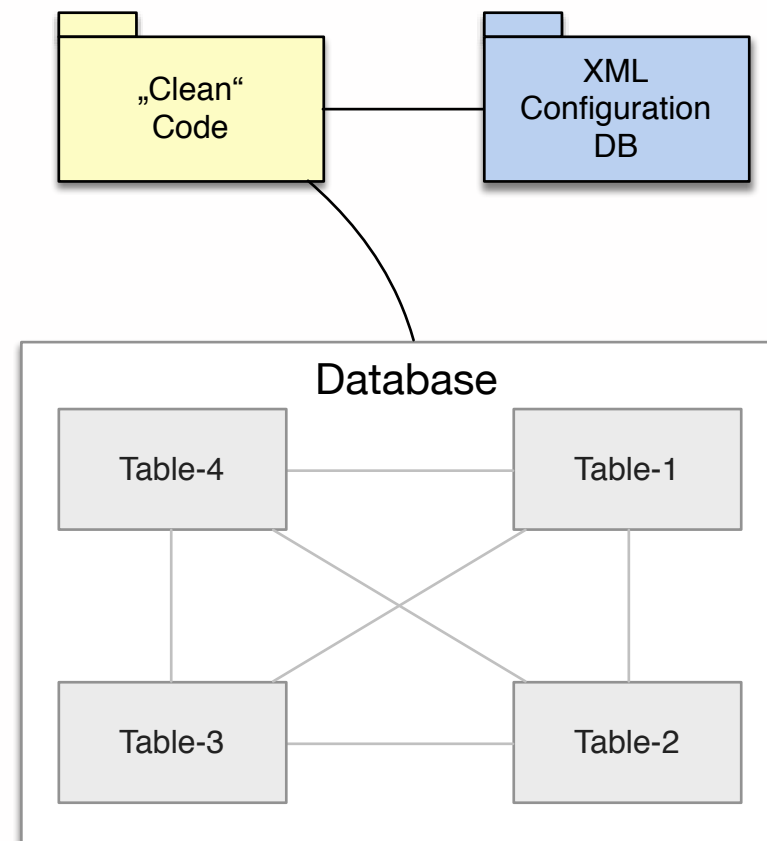 „Clean“
Code
XML
Configuration
DB
Database
Table-4
Table-1
Table-3
Table-2